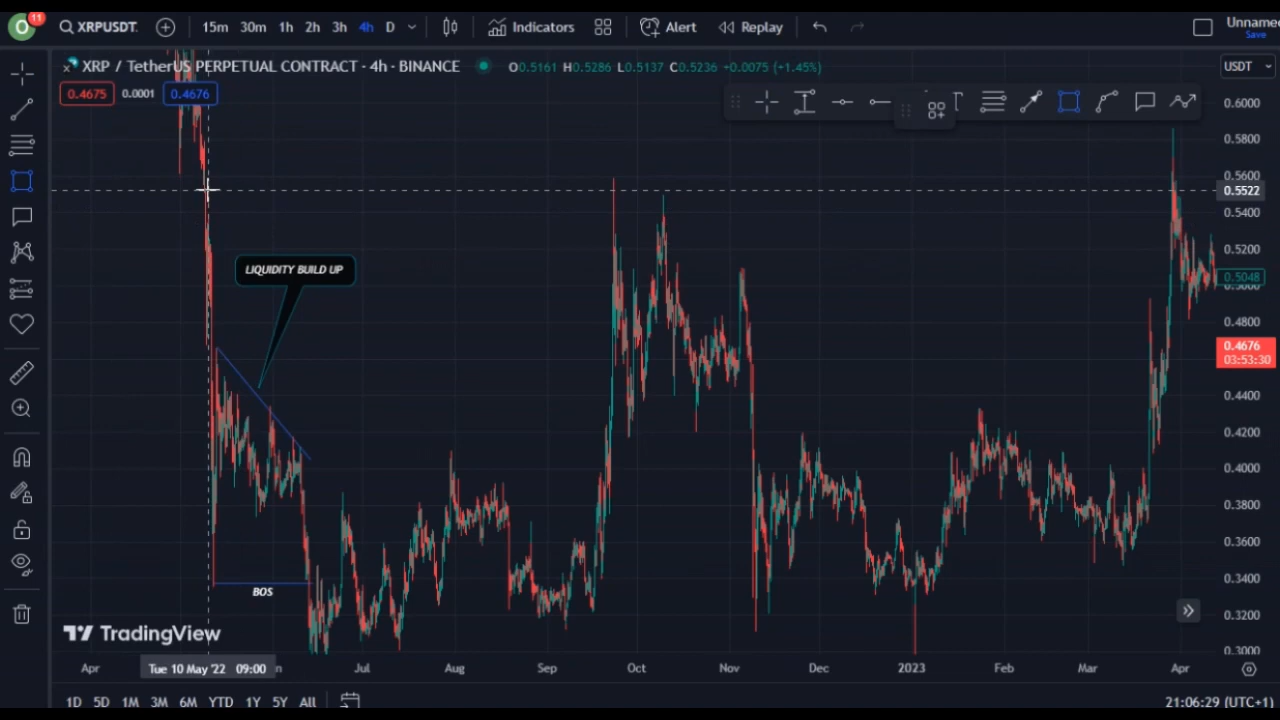 O 11 XRPUSDT. 15m 30m 1h 2h 3h 4h D Indicators Alert Replay Unname
Save
XRP / TetherUS PERPETUAL CONTRACT · 4h · BINANCE O0.5161 H0.5286 L0.5137 C0.5236 +0.0075 (+1.45%) USDT
0.4675 0.0001 0.4676
0.6000
0.5800
0.5600
0.5522
0.5400
0.5200
LIQUIDITY BUILD UP
0.5048
0.5000
0.4800
0.4676
03:53:30
0.4400
0.4200
0.4000
0.3800
0.3600
0.3400
BOS
0.3200
TradingView
0.3000
Apr Tue 10 May '22 09:00 Jul Aug Sep Oct Nov Dec 2023 Feb Mar Apr
1D 5D 1M 3M 6M YTD 1Y 5Y All 21:06:29 (UTC+1)